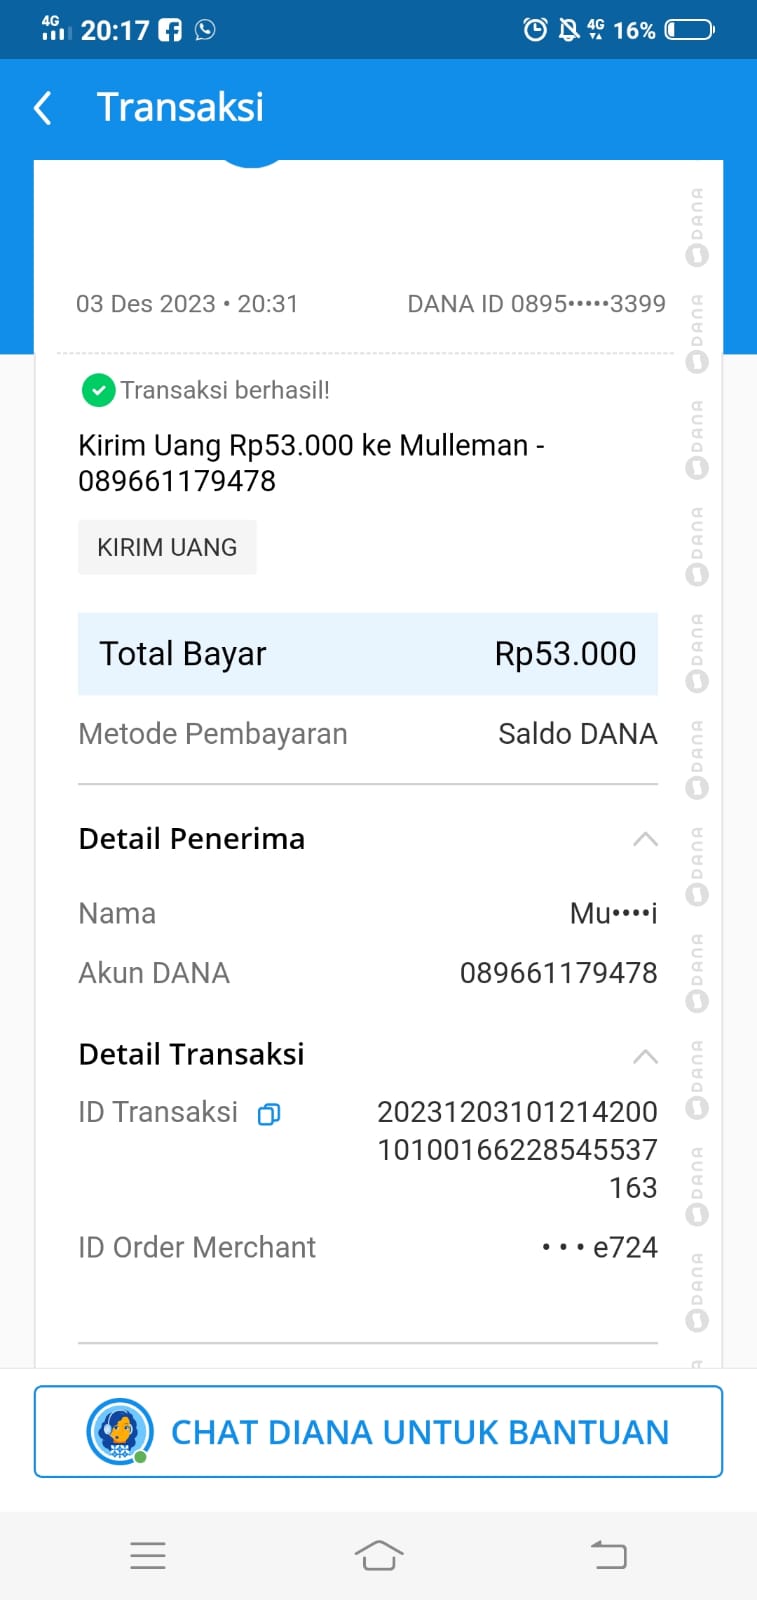 4G 20:17 4G 16%
Transaksi
03 Des 2023 • 20:31 DANA ID 0895•••••3399
Transaksi berhasil!
Kirim Uang Rp53.000 ke Mulleman -
089661179478
KIRIM UANG
Total Bayar Rp53.000
Metode Pembayaran Saldo DANA
Detail Penerima
Nama Mu••••i
Akun DANA 089661179478
Detail Transaksi
ID Transaksi 20231203101214200
10100166228545537
163
ID Order Merchant • • • e724
CHAT DIANA UNTUK BANTUAN
DANA
DANA
DANA
DANA
DANA
DANA
DANA
DANA
DANA
DANA
DANA